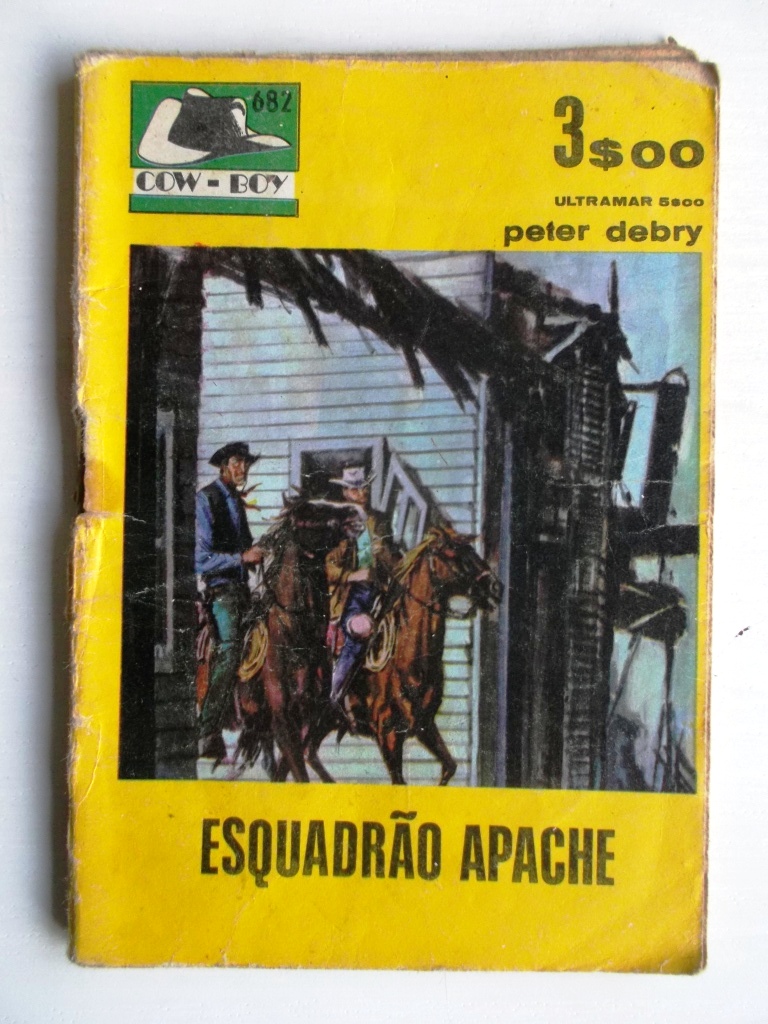 682
COW-BOY
3$00
ULTRAMAR 5$00
peter debry
ESQUADRÃO APACHE